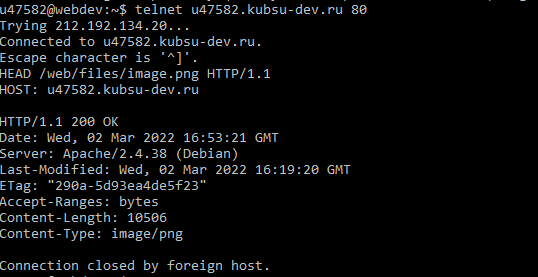 u47582@webdev:~$ telnet u47582.kubsu-dev.ru 80
Trying 212.192.134.20...
Connected to u47582.kubsu-dev.ru.
Escape character is '^]'.
HEAD /web/files/image.png HTTP/1.1
HOST: u47582.kubsu-dev.ru
HTTP/1.1 200 OK
Date: Wed, 02 Mar 2022 16:53:21 GMT
Server: Apache/2.4.38 (Debian)
Last-Modified: Wed, 02 Mar 2022 16:19:20 GMT
ETag: "290a-5d93ea4de5f23"
Accept-Ranges: bytes
Content-Length: 10506
Content-Type: image/png
Connection closed by foreign host.